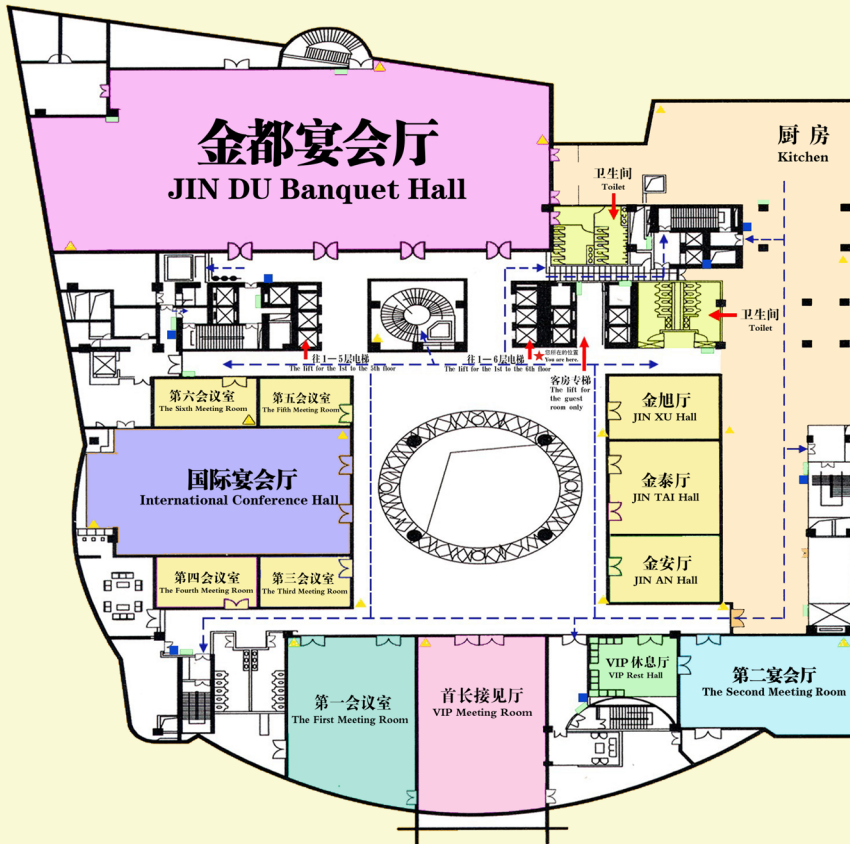 金都宴会厅
JIN DU Banquet Hall
厨房
Kitchen
卫生间
Toilet
卫生间
Toilet
往1—5层电梯
The lift for the 1st to the 5th floor
往1—6层电梯
The lift for the 1st to the 6th floor
您所在的位置
You are here.
客房专梯
The lift for
the guest
room only
第六会议室
The Sixth Meeting Room
第五会议室
The Fifth Meeting Room
金旭厅
JIN XU Hall
国际宴会厅
International Conference Hall
金泰厅
JIN TAI Hall
第四会议室
The Fourth Meeting Room
第三会议室
The Third Meeting Room
金安厅
JIN AN Hall
第一会议室
The First Meeting Room
首长接见厅
VIP Meeting Room
VIP 休息厅
VIP Rest Hall
第二宴会厅
The Second Meeting Room